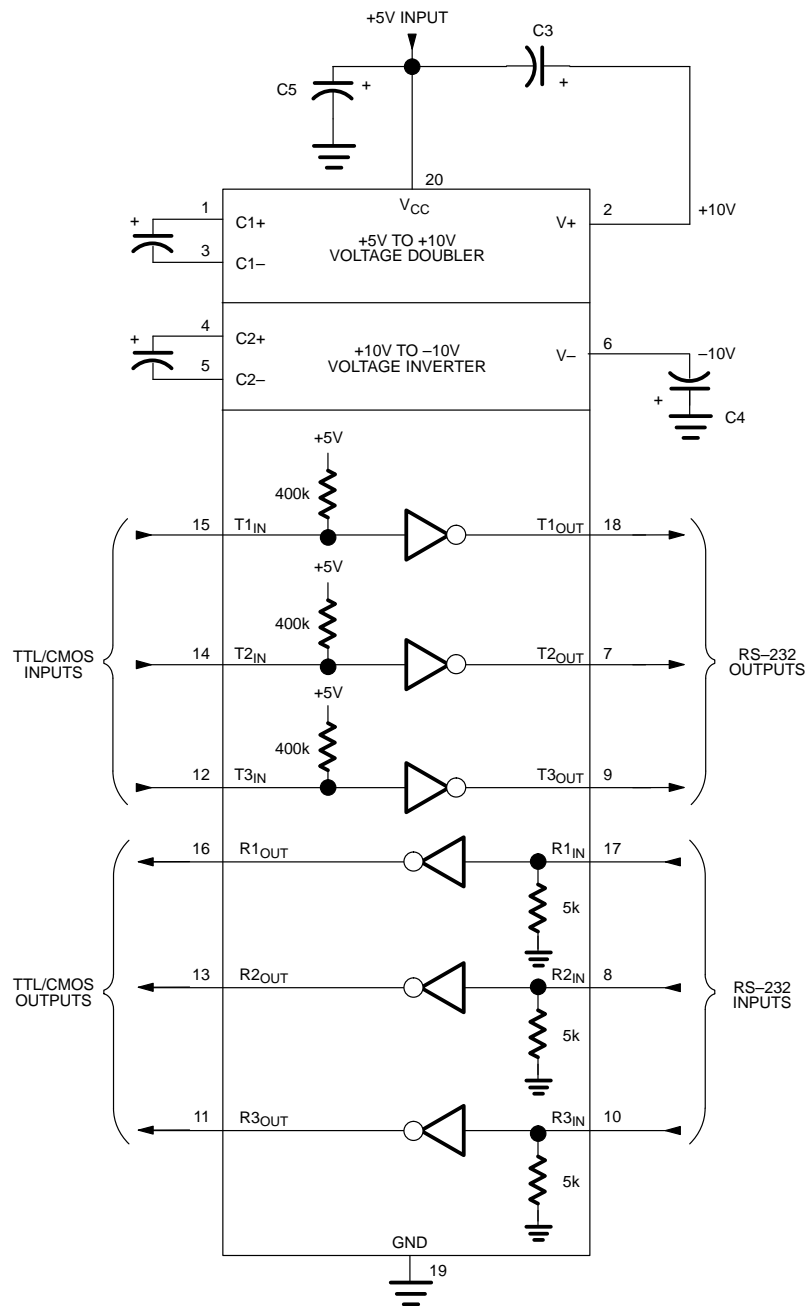 +5V INPUT
C3
C5
+
+
20
VCC
1
C1+
+
3
C1–
+5V TO +10V
VOLTAGE DOUBLER
V+
2
+10V
4
C2+
+
5
C2–
+10V TO –10V
VOLTAGE INVERTER
V–
6
–10V
+
C4
+5V
400k
15
T1IN
T1OUT
18
+5V
400k
TTL/CMOS
INPUTS
14
T2IN
T2OUT
7
RS–232
OUTPUTS
+5V
400k
12
T3IN
T3OUT
9
16
R1OUT
R1IN
17
5k
TTL/CMOS
OUTPUTS
13
R2OUT
R2IN
8
RS–232
INPUTS
5k
11
R3OUT
R3IN
10
5k
GND
19